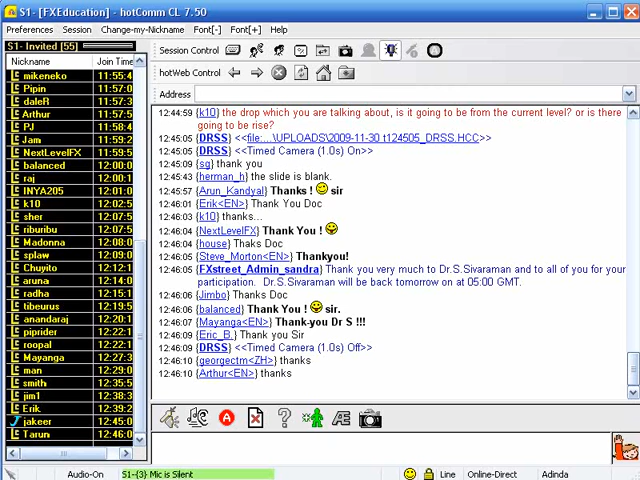 S1- [FXEducation] - hotComm CL 7.50
Preferences Session Change-my-Nickname Font[-] Font[+] Help
S1- Invited [55]
Session Control
Nickname Join Time
hotWeb Control
Address
mikeneko 11:55:4
Pipin 11:57:0
daleR 11:57:3
Arthur 11:57:5
PJ 11:58:4
Jam 11:59:2
NextLevelFX 11:59:2
balanced 12:00:0
raj 12:01:0
INYA205 12:01:0
k10 12:02:5
sher 12:07:0
riburibu 12:07:0
Madonna 12:08:0
splaw 12:09:0
Chuyito 12:12:1
aruna 12:14:0
radha 12:15:1
tibeurus 12:19:5
anandaraj 12:20:1
piprider 12:22:1
roopal 12:22:1
Mayanga 12:27:3
man 12:29:0
smith 12:35:5
jim1 12:38:3
Erik 12:39:2
jakeer 12:45:0
Tarun 12:46:0
12:44:59 {k10} the drop which you are talking about, is it going to be from the current level? or is there
going to be rise?
12:45:05 {DRSS} <<file:...\UPLOADS\2009-11-30 t124505_DRSS.HCC>>
12:45:05 {DRSS} <<Timed Camera (1.0s) On>>
12:45:09 {sg} thank you
12:45:43 {herman_h} the slide is blank.
12:45:57 {Arun_Kandyal} Thanks ! sir
12:46:01 {Erik<EN>} Thank You Doc
12:46:03 {k10} thanks...
12:46:04 {NextLevelFX} Thank You !
12:46:04 {house} Thaks Doc
12:46:05 {Steve_Morton<EN>} Thankyou!
12:46:05 {FXstreet_Admin_sandra} Thank you very much to Dr.S.Sivaraman and to all of you for your
participation. Dr.S.Sivaraman will be back tomorrow on at 05:00 GMT.
12:46:06 {Jimbo} Thanks Doc
12:46:06 {balanced} Thank You ! sir.
12:46:07 {Mayanga<EN>} Thank-you Dr S !!!
12:46:09 {Eric_B.} Thank you Sir
12:46:09 {DRSS} <<Timed Camera (1.0s) Off>>
12:46:10 {georgectm<ZH>} thanks
12:46:10 {Arthur<EN>} thanks
Audio-On S1-{3} Mic is Silent Line Online-Direct Adinda